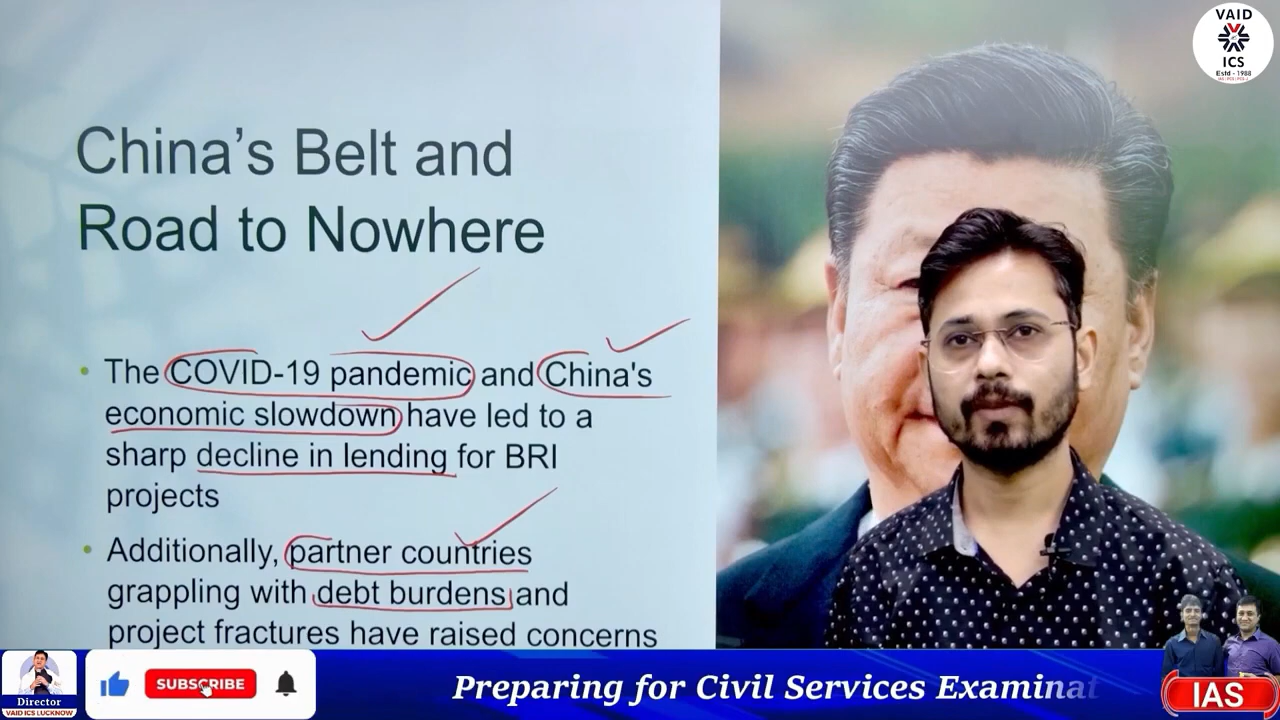 VAID
ICS
Estd - 1988
China's Belt and
Road to Nowhere
• The COVID-19 pandemic and China's
economic slowdown have led to a
sharp decline in lending for BRI
projects
• Additionally, partner countries
grappling with debt burdens and
project fractures have raised concerns
Director
VAID ICS LUCKNOW
SUBSCRIBE
Preparing for Civil Services Examinat
IAS